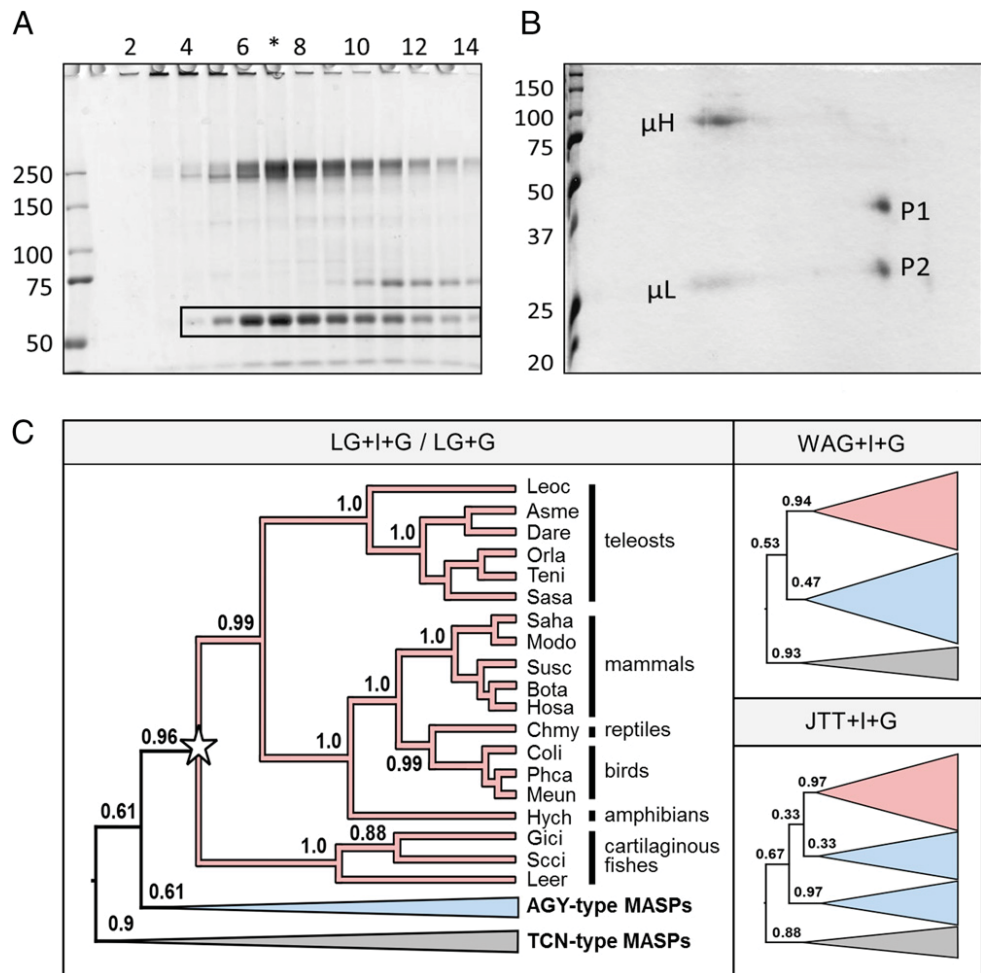 A
2 4 6 * 8 10 12 14
250
150
100
75
50
B
150
100
75
50
37
25
20
μH
μL
P1
P2
C
LG+I+G / LG+G
Leoc
Asme
Dare
Orla
Teni
Sasa
teleosts
Saha
Modo
Susc
Bota
Hosa
mammals
Chmy
reptiles
Coli
Phca
Meun
birds
Hych
amphibians
Gici
Scci
Leer
cartilaginous
fishes
AGY-type MASPs
TCN-type MASPs
1.0
1.0
0.99
1.0
1.0
1.0
0.99
0.96
0.88
1.0
0.61
0.61
0.9
WAG+I+G
0.94
0.53
0.47
0.93
JTT+I+G
0.97
0.33
0.33
0.67
0.97
0.88